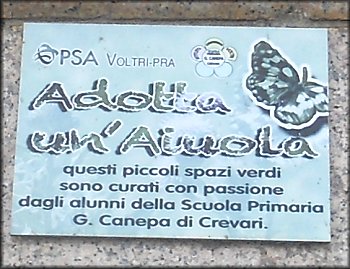 PSA VOLTRI-PRA
G. CANEPA
Adotta
un'Aiuola
questi piccoli spazi verdi
sono curati con passione
dagli alunni della Scuola Primaria
G. Canepa di Crevari.